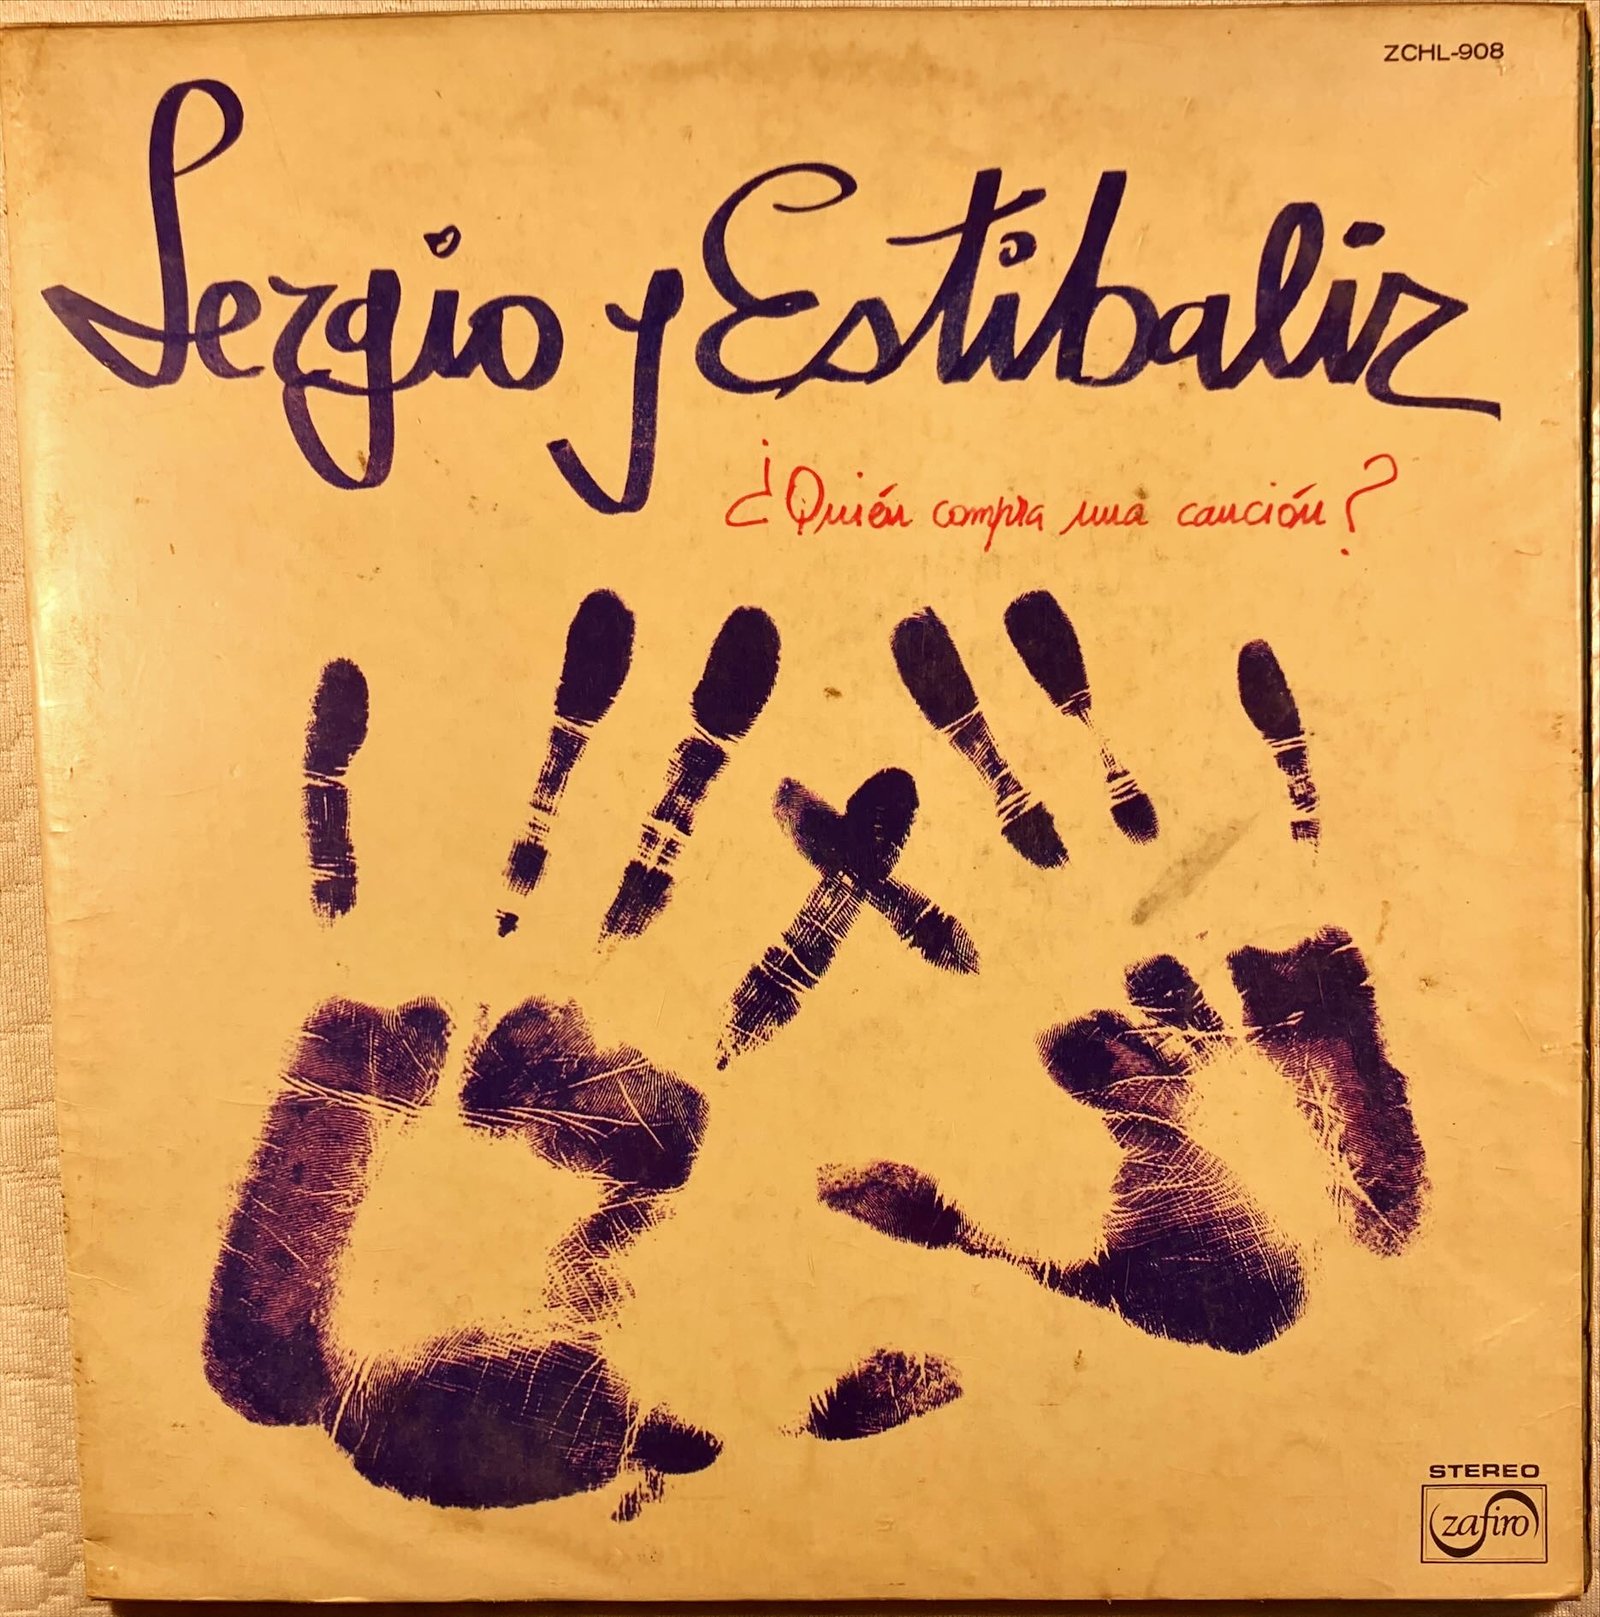 ZCHL-908
Sergio y Estibaliz
¿Quién compra una canción?
STEREO
zafiro